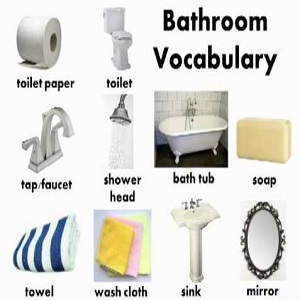 Bathroom
Vocabulary
toilet paper
toilet
tap/faucet
shower
head
bath tub
soap
towel
wash cloth
sink
mirror